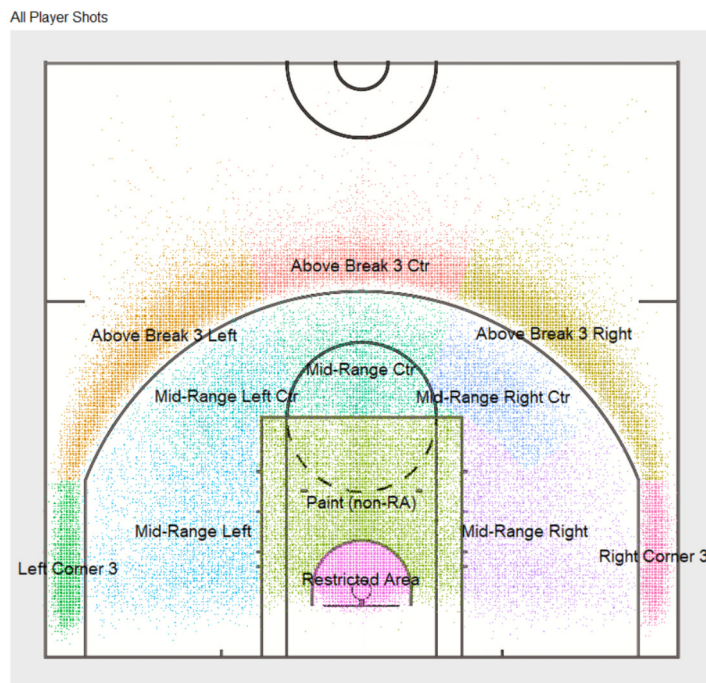 All Player Shots
Above Break 3 Ctr
Above Break 3 Left
Above Break 3 Right
Mid-Range Ctr
Mid-Range Left Ctr
Mid-Range Right Ctr
Paint (non-RA)
Mid-Range Left
Mid-Range Right
Left Corner 3
Right Corner 3
Restricted Area